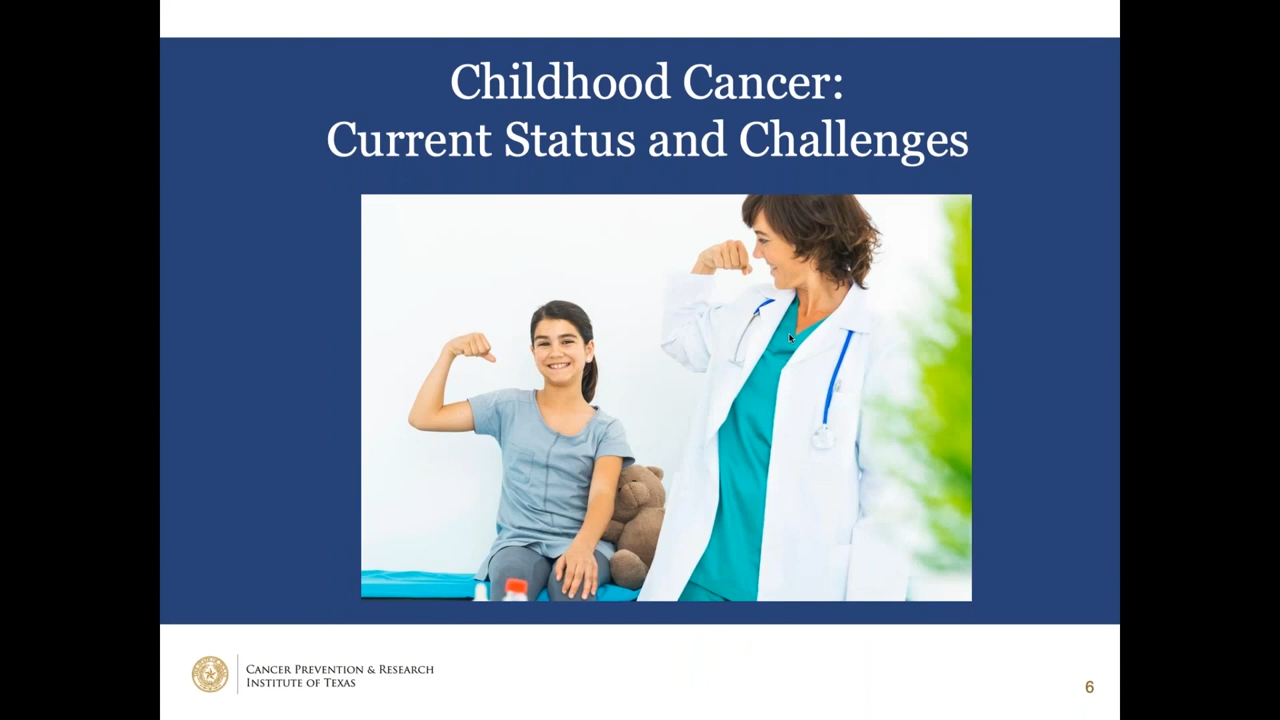 Childhood Cancer:
Current Status and Challenges
Cancer Prevention & Research
Institute of Texas
6